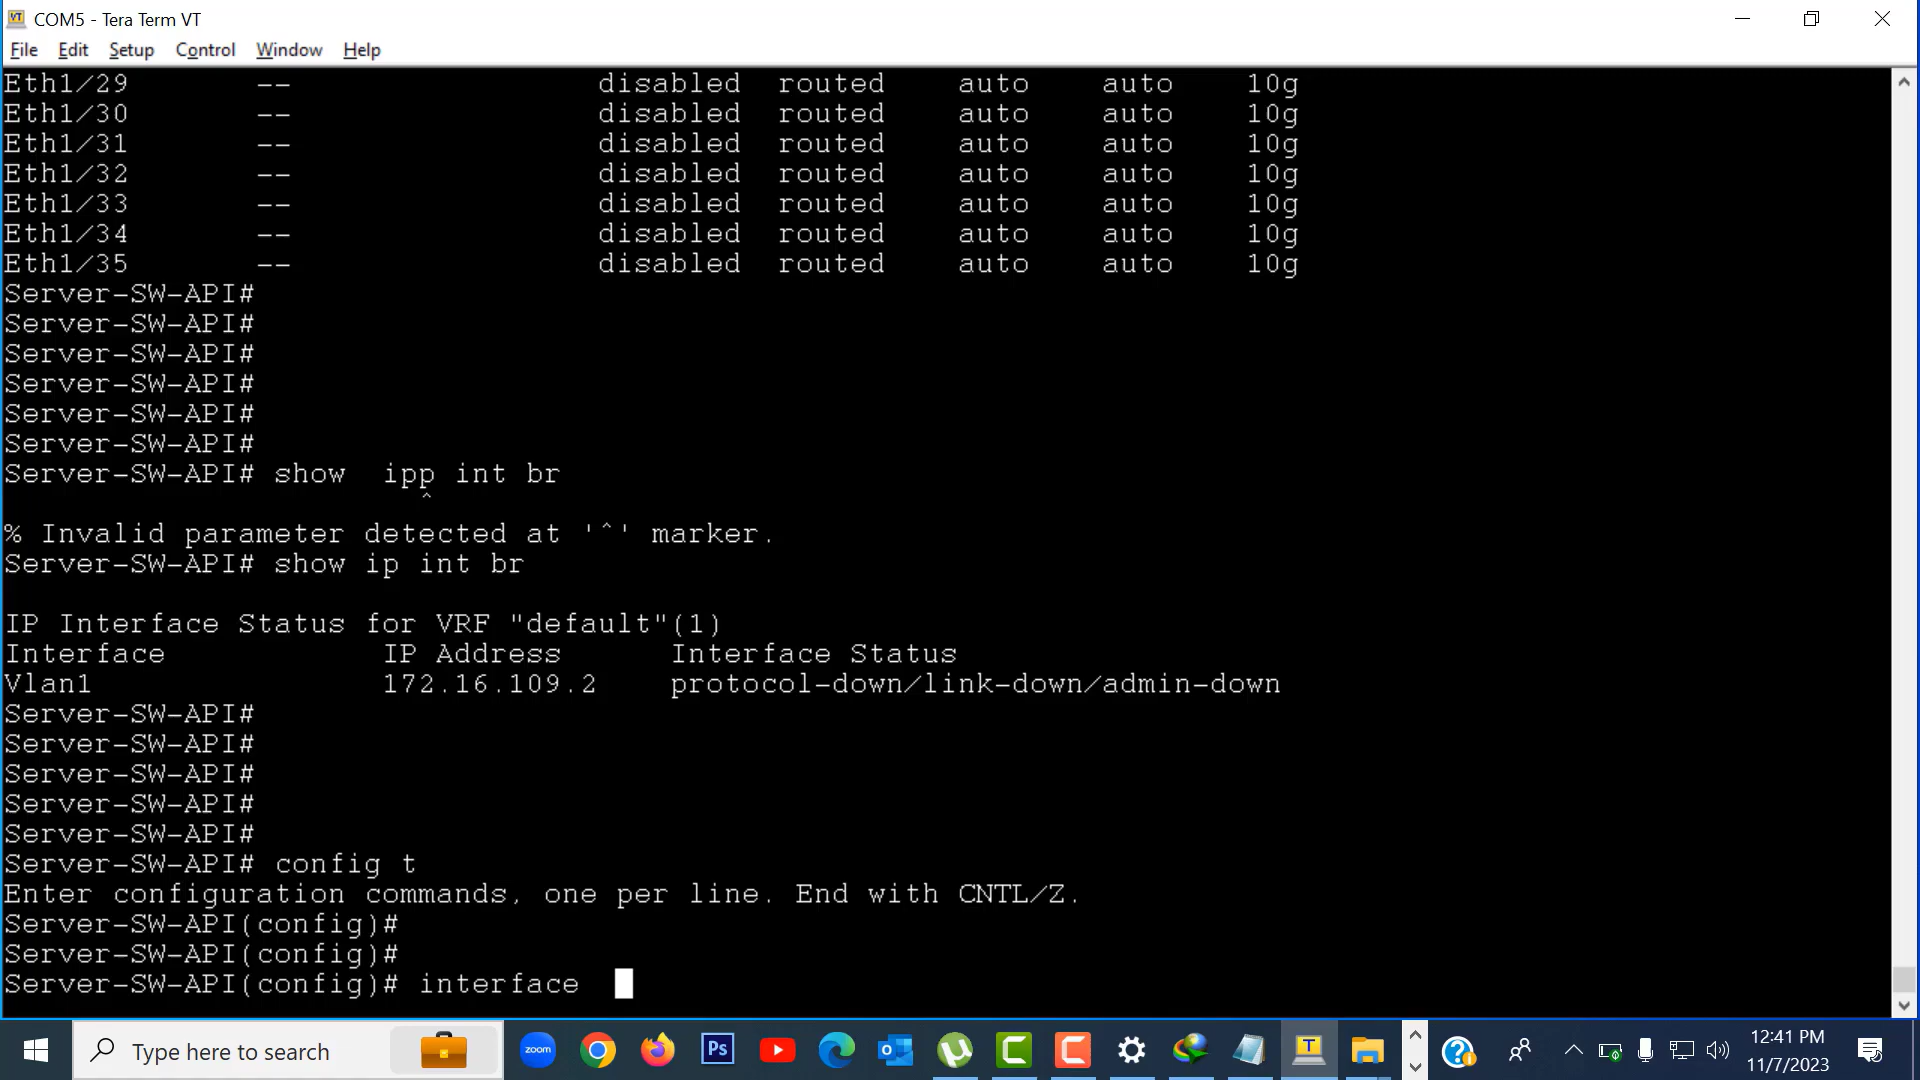 COM5 - Tera Term VT
File Edit Setup Control Window Help
Eth1/29 -- disabled routed auto auto 10g
Eth1/30 -- disabled routed auto auto 10g
Eth1/31 -- disabled routed auto auto 10g
Eth1/32 -- disabled routed auto auto 10g
Eth1/33 -- disabled routed auto auto 10g
Eth1/34 -- disabled routed auto auto 10g
Eth1/35 -- disabled routed auto auto 10g
Server-SW-API#
Server-SW-API#
Server-SW-API#
Server-SW-API#
Server-SW-API#
Server-SW-API#
Server-SW-API# show  ipp int br
^
% Invalid parameter detected at '^' marker.
Server-SW-API# show ip int br
IP Interface Status for VRF "default"(1)
Interface IP Address Interface Status
Vlan1 172.16.109.2 protocol-down/link-down/admin-down
Server-SW-API#
Server-SW-API#
Server-SW-API#
Server-SW-API#
Server-SW-API#
Server-SW-API# config t
Enter configuration commands, one per line. End with CNTL/Z.
Server-SW-API(config)#
Server-SW-API(config)#
Server-SW-API(config)# interface
Type here to search
zoom
Ps
T
12:41 PM
11/7/2023